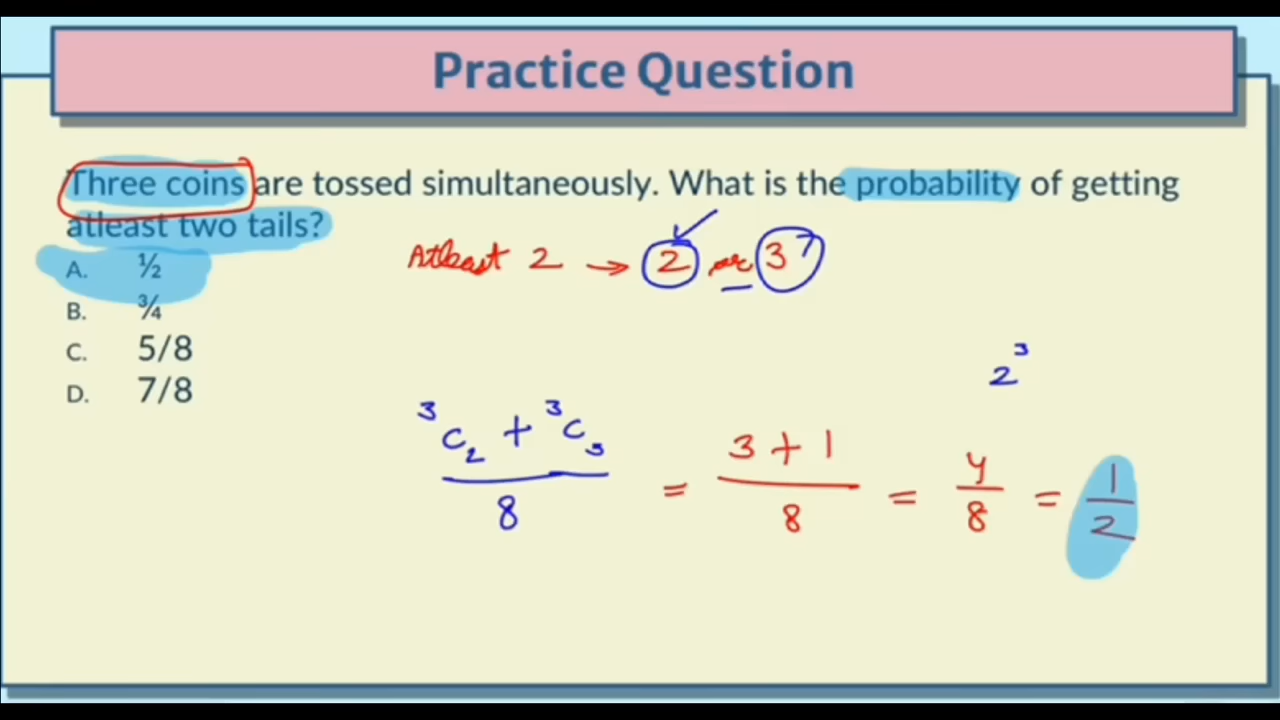 Practice Question
Three coins are tossed simultaneously. What is the probability of getting
atleast two tails?
A. ½
B. ¾
C. 5/8
D. 7/8
Atleast 2 → 2 or 3
2³
³C₂ + ³C₃
8
= 3 + 1
8
= 4
8
= 1
2